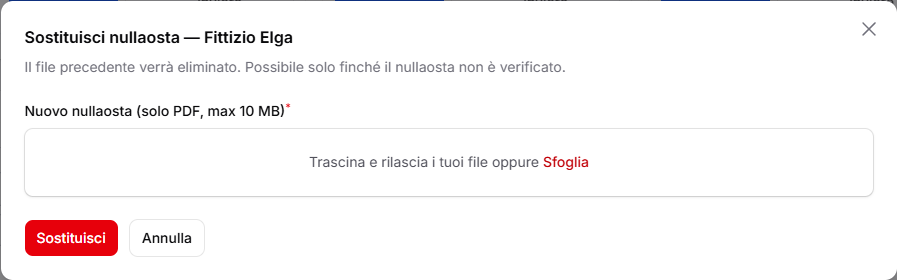 Sostituisci nullaosta — Fittizio Elga
Il file precedente verrà eliminato. Possibile solo finché il nullaosta non è verificato.
Nuovo nullaosta (solo PDF, max 10 MB)*
Trascina e rilascia i tuoi file oppure Sfoglia
Sostituisci
Annulla